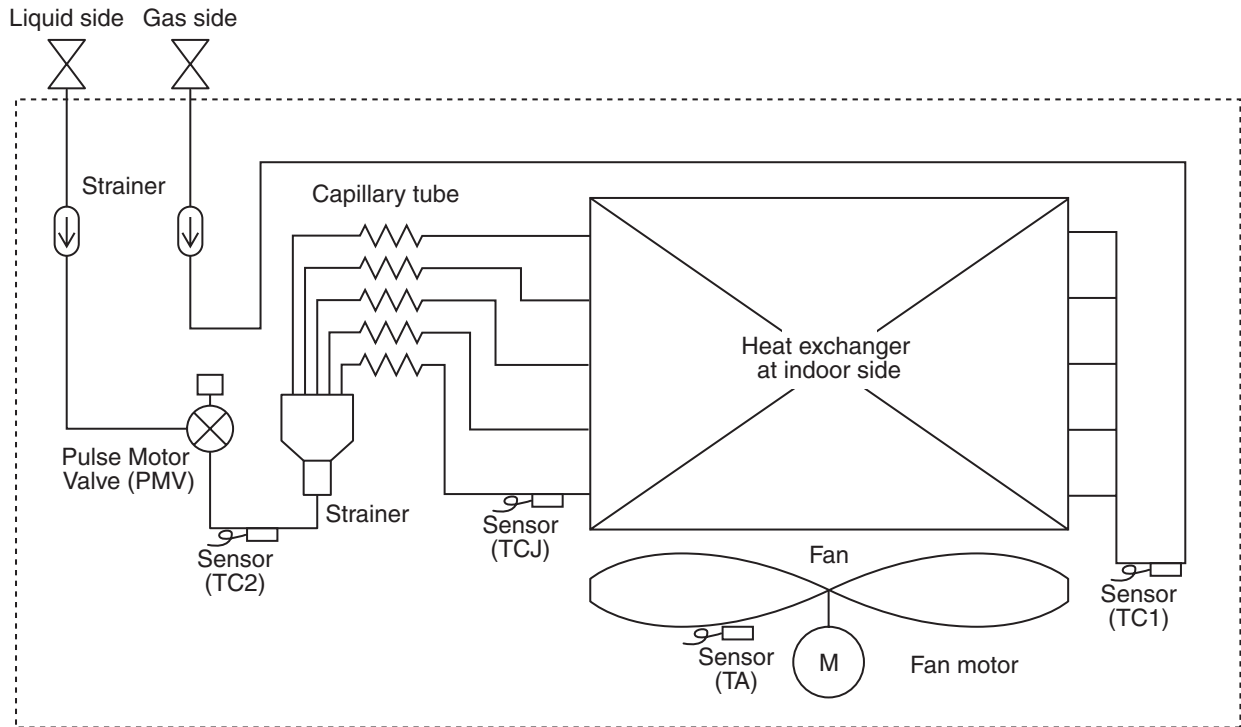 Liquid side
Gas side
Strainer
Capillary tube
Heat exchanger
at indoor side
Pulse Motor
Valve (PMV)
Strainer
Sensor
(TCJ)
Sensor
(TC2)
Fan
Sensor
(TC1)
Sensor
(TA)
M
Fan motor